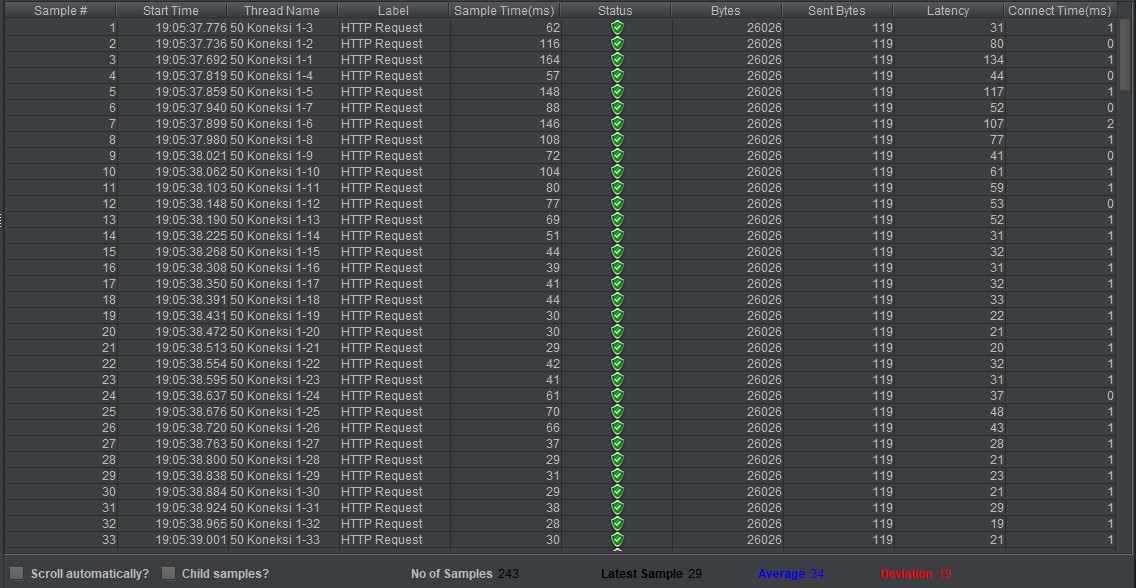 Sample # Start Time Thread Name Label Sample Time(ms) Status Bytes Sent Bytes Latency Connect Time(ms)
1 19:05:37.776 50 Koneksi 1-3 HTTP Request 62 26026 119 31 1
2 19:05:37.736 50 Koneksi 1-2 HTTP Request 116 26026 119 80 0
3 19:05:37.692 50 Koneksi 1-1 HTTP Request 164 26026 119 134 1
4 19:05:37.819 50 Koneksi 1-4 HTTP Request 57 26026 119 44 0
5 19:05:37.859 50 Koneksi 1-5 HTTP Request 148 26026 119 117 1
6 19:05:37.940 50 Koneksi 1-7 HTTP Request 88 26026 119 52 0
7 19:05:37.899 50 Koneksi 1-6 HTTP Request 146 26026 119 107 2
8 19:05:37.980 50 Koneksi 1-8 HTTP Request 108 26026 119 77 1
9 19:05:38.021 50 Koneksi 1-9 HTTP Request 72 26026 119 41 0
10 19:05:38.062 50 Koneksi 1-10 HTTP Request 104 26026 119 61 1
11 19:05:38.103 50 Koneksi 1-11 HTTP Request 80 26026 119 59 1
12 19:05:38.148 50 Koneksi 1-12 HTTP Request 77 26026 119 53 0
13 19:05:38.190 50 Koneksi 1-13 HTTP Request 69 26026 119 52 1
14 19:05:38.225 50 Koneksi 1-14 HTTP Request 51 26026 119 31 1
15 19:05:38.268 50 Koneksi 1-15 HTTP Request 44 26026 119 32 1
16 19:05:38.308 50 Koneksi 1-16 HTTP Request 39 26026 119 31 1
17 19:05:38.350 50 Koneksi 1-17 HTTP Request 41 26026 119 32 1
18 19:05:38.391 50 Koneksi 1-18 HTTP Request 44 26026 119 33 1
19 19:05:38.431 50 Koneksi 1-19 HTTP Request 30 26026 119 22 1
20 19:05:38.472 50 Koneksi 1-20 HTTP Request 30 26026 119 21 1
21 19:05:38.513 50 Koneksi 1-21 HTTP Request 29 26026 119 20 1
22 19:05:38.554 50 Koneksi 1-22 HTTP Request 42 26026 119 32 1
23 19:05:38.595 50 Koneksi 1-23 HTTP Request 41 26026 119 31 1
24 19:05:38.637 50 Koneksi 1-24 HTTP Request 61 26026 119 37 0
25 19:05:38.676 50 Koneksi 1-25 HTTP Request 70 26026 119 48 1
26 19:05:38.720 50 Koneksi 1-26 HTTP Request 66 26026 119 43 1
27 19:05:38.763 50 Koneksi 1-27 HTTP Request 37 26026 119 28 1
28 19:05:38.800 50 Koneksi 1-28 HTTP Request 29 26026 119 21 1
29 19:05:38.838 50 Koneksi 1-29 HTTP Request 31 26026 119 23 1
30 19:05:38.884 50 Koneksi 1-30 HTTP Request 29 26026 119 21 1
31 19:05:38.924 50 Koneksi 1-31 HTTP Request 38 26026 119 29 1
32 19:05:38.965 50 Koneksi 1-32 HTTP Request 28 26026 119 19 1
33 19:05:39.001 50 Koneksi 1-33 HTTP Request 30 26026 119 21 1
Scroll automatically? Child samples? No of Samples 243 Latest Sample 29 Average 34 Deviation 19